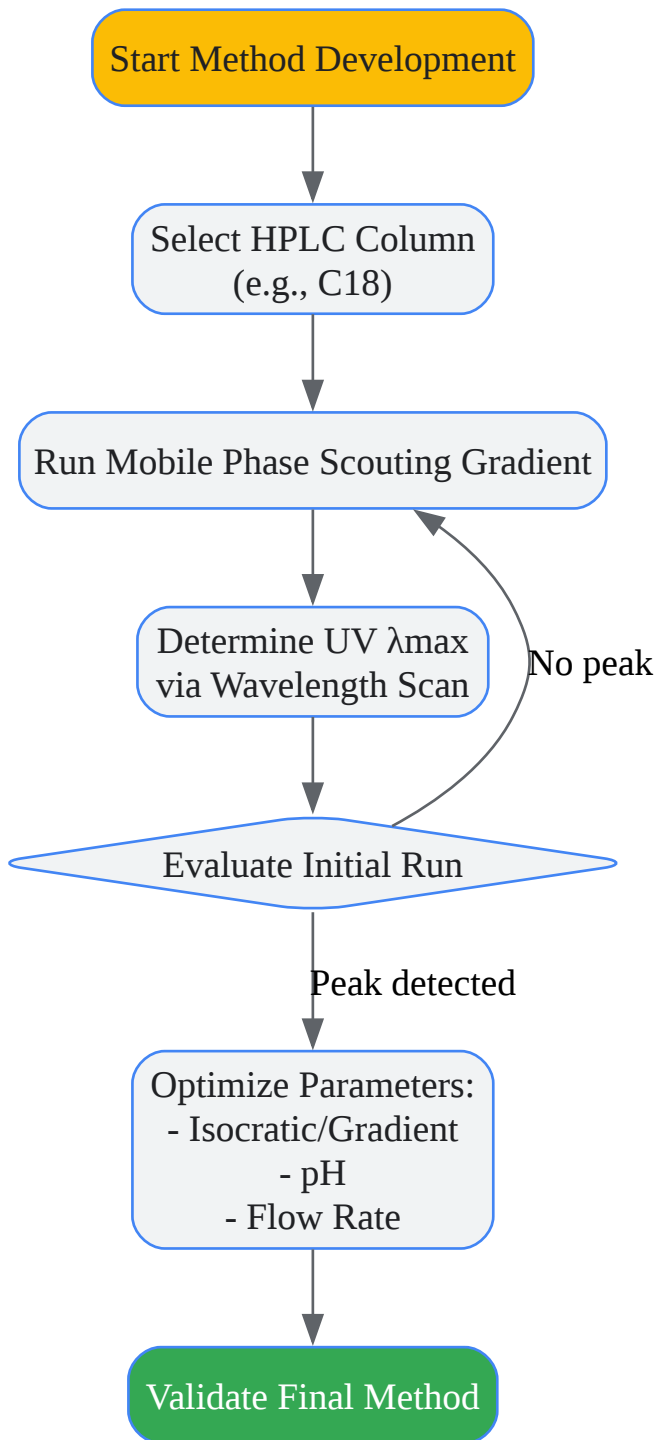 Start Method Development
Select HPLC Column
(e.g., C18)
Run Mobile Phase Scouting Gradient
Determine UV λmax
via Wavelength Scan
No peak
Evaluate Initial Run
Peak detected
Optimize Parameters:
- Isocratic/Gradient
- pH
- Flow Rate
Validate Final Method